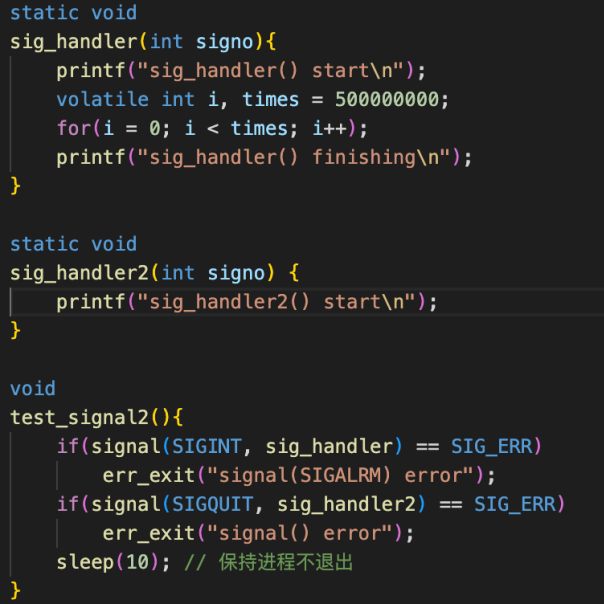 static void
sig_handler(int signo){
    printf("sig_handler() start\n");
    volatile int i, times = 500000000;
    for(i = 0; i < times; i++);
    printf("sig_handler() finishing\n");
}
static void
sig_handler2(int signo) {
    printf("sig_handler2() start\n");
}
void
test_signal2(){
    if(signal(SIGINT, sig_handler) == SIG_ERR)
        err_exit("signal(SIGALRM) error");
    if(signal(SIGQUIT, sig_handler2) == SIG_ERR)
        err_exit("signal() error");
    sleep(10); // 保持进程不退出
}